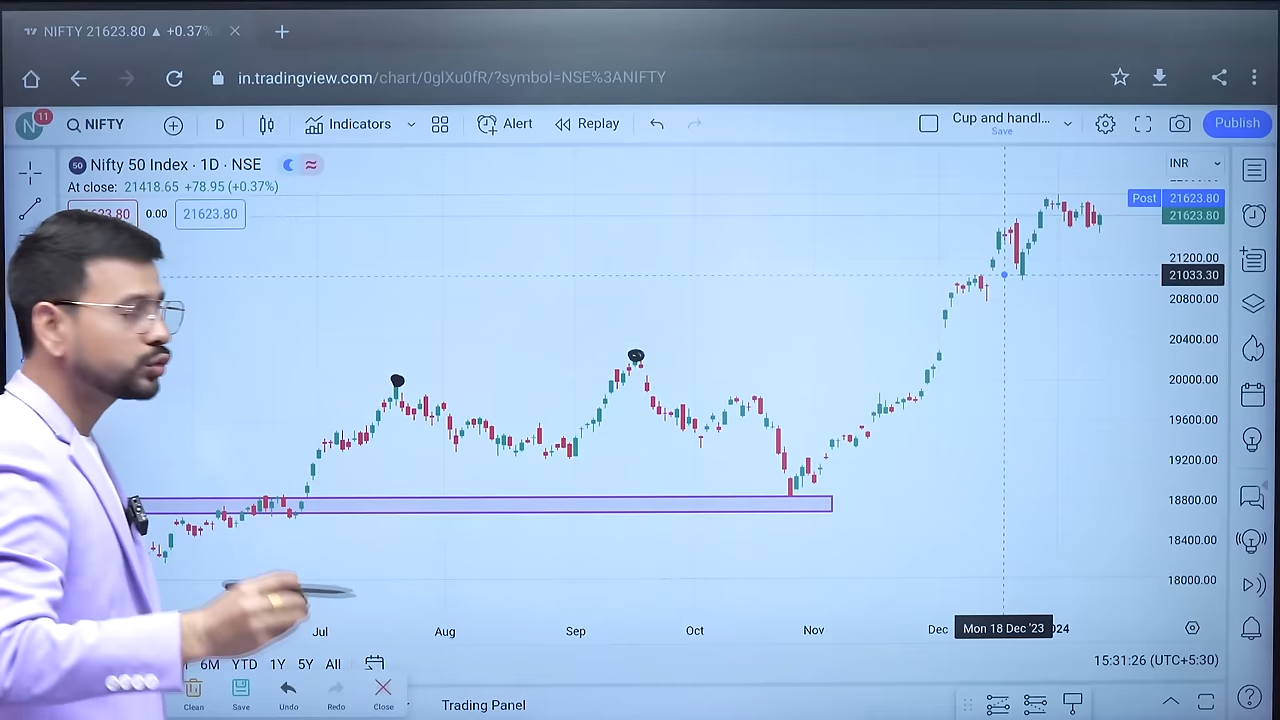 NIFTY 21623.80 ▲ +0.37%
in.tradingview.com/chart/0glXu0fR/?symbol=NSE%3ANIFTY
N 11 NIFTY D Indicators Alert Replay Cup and handl... Save Publish
50 Nifty 50 Index · 1D · NSE
INR
At close: 21418.65 +78.95 (+0.37%)
Post 21623.80
21623.80 0.00 21623.80
21623.80
21200.00
21033.30
20800.00
20400.00
20000.00
19600.00
19200.00
18800.00
18400.00
18000.00
Jul Aug Sep Oct Nov Dec Mon 18 Dec '23
6M YTD 1Y 5Y All
15:31:26 (UTC+5:30)
Clean Save Undo Redo Close
Trading Panel